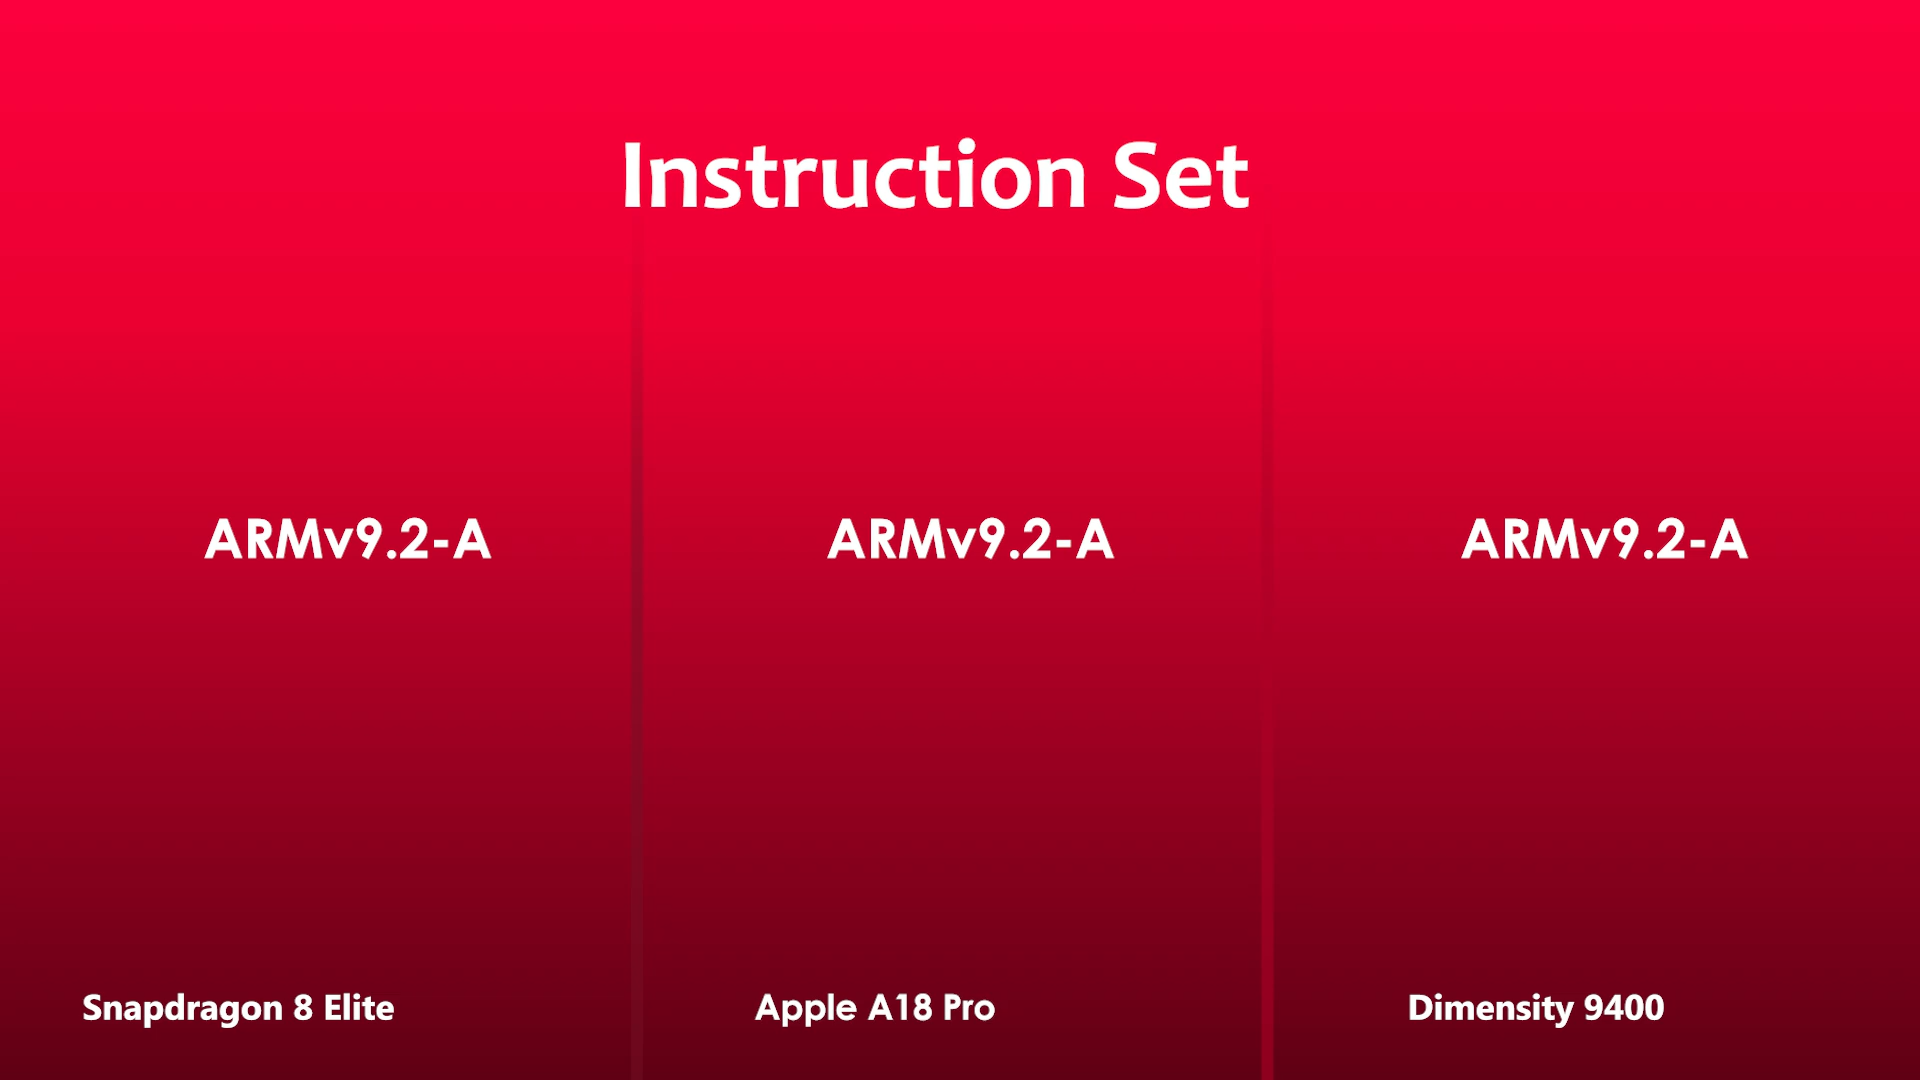 Instruction Set
ARMv9.2-A
ARMv9.2-A
ARMv9.2-A
Snapdragon 8 Elite
Apple A18 Pro
Dimensity 9400